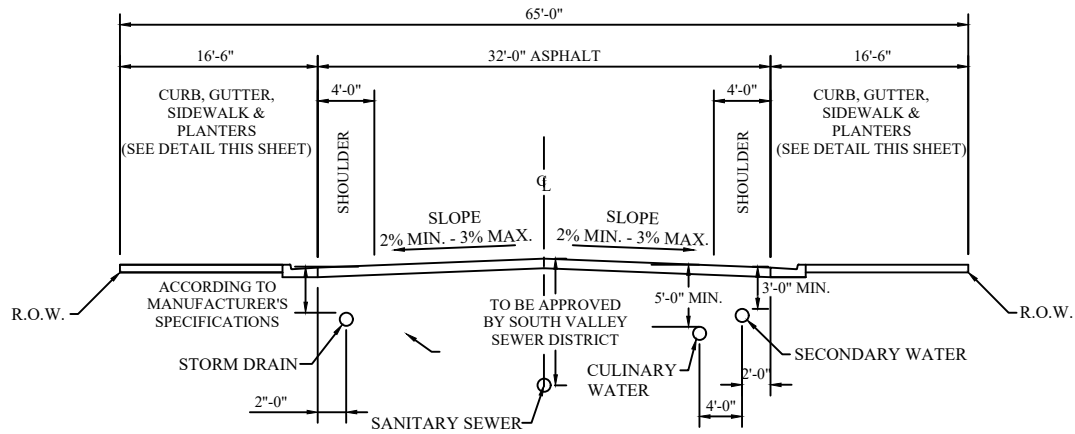 65'-0"
16'-6"
32'-0" ASPHALT
16'-6"
CURB, GUTTER,
SIDEWALK &
PLANTERS
(SEE DETAIL THIS SHEET)
4'-0"
SHOULDER
4'-0"
SHOULDER
CURB, GUTTER,
SIDEWALK &
PLANTERS
(SEE DETAIL THIS SHEET)
CL
SLOPE
2% MIN. - 3% MAX.
SLOPE
2% MIN. - 3% MAX.
R.O.W.
ACCORDING TO
MANUFACTURER'S
SPECIFICATIONS
TO BE APPROVED
BY SOUTH VALLEY
SEWER DISTRICT
5'-0" MIN.
3'-0" MIN.
R.O.W.
STORM DRAIN
CULINARY
WATER
SECONDARY WATER
2"-0"
SANITARY SEWER
4'-0"
2'-0"